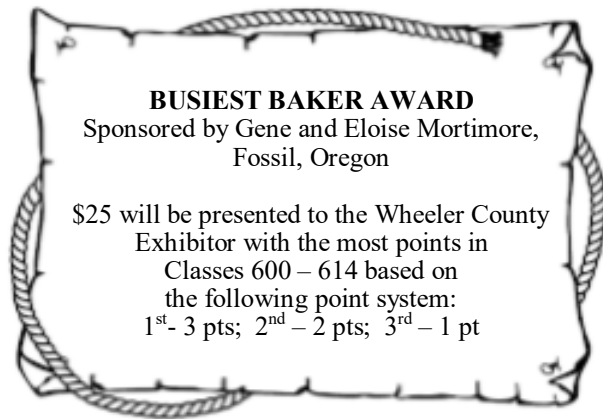 BUSIEST BAKER AWARD
Sponsored by Gene and Eloise Mortimore,
Fossil, Oregon
$25 will be presented to the Wheeler County
Exhibitor with the most points in
Classes 600 – 614 based on
the following point system:
1st- 3 pts;  2nd – 2 pts;  3rd – 1 pt